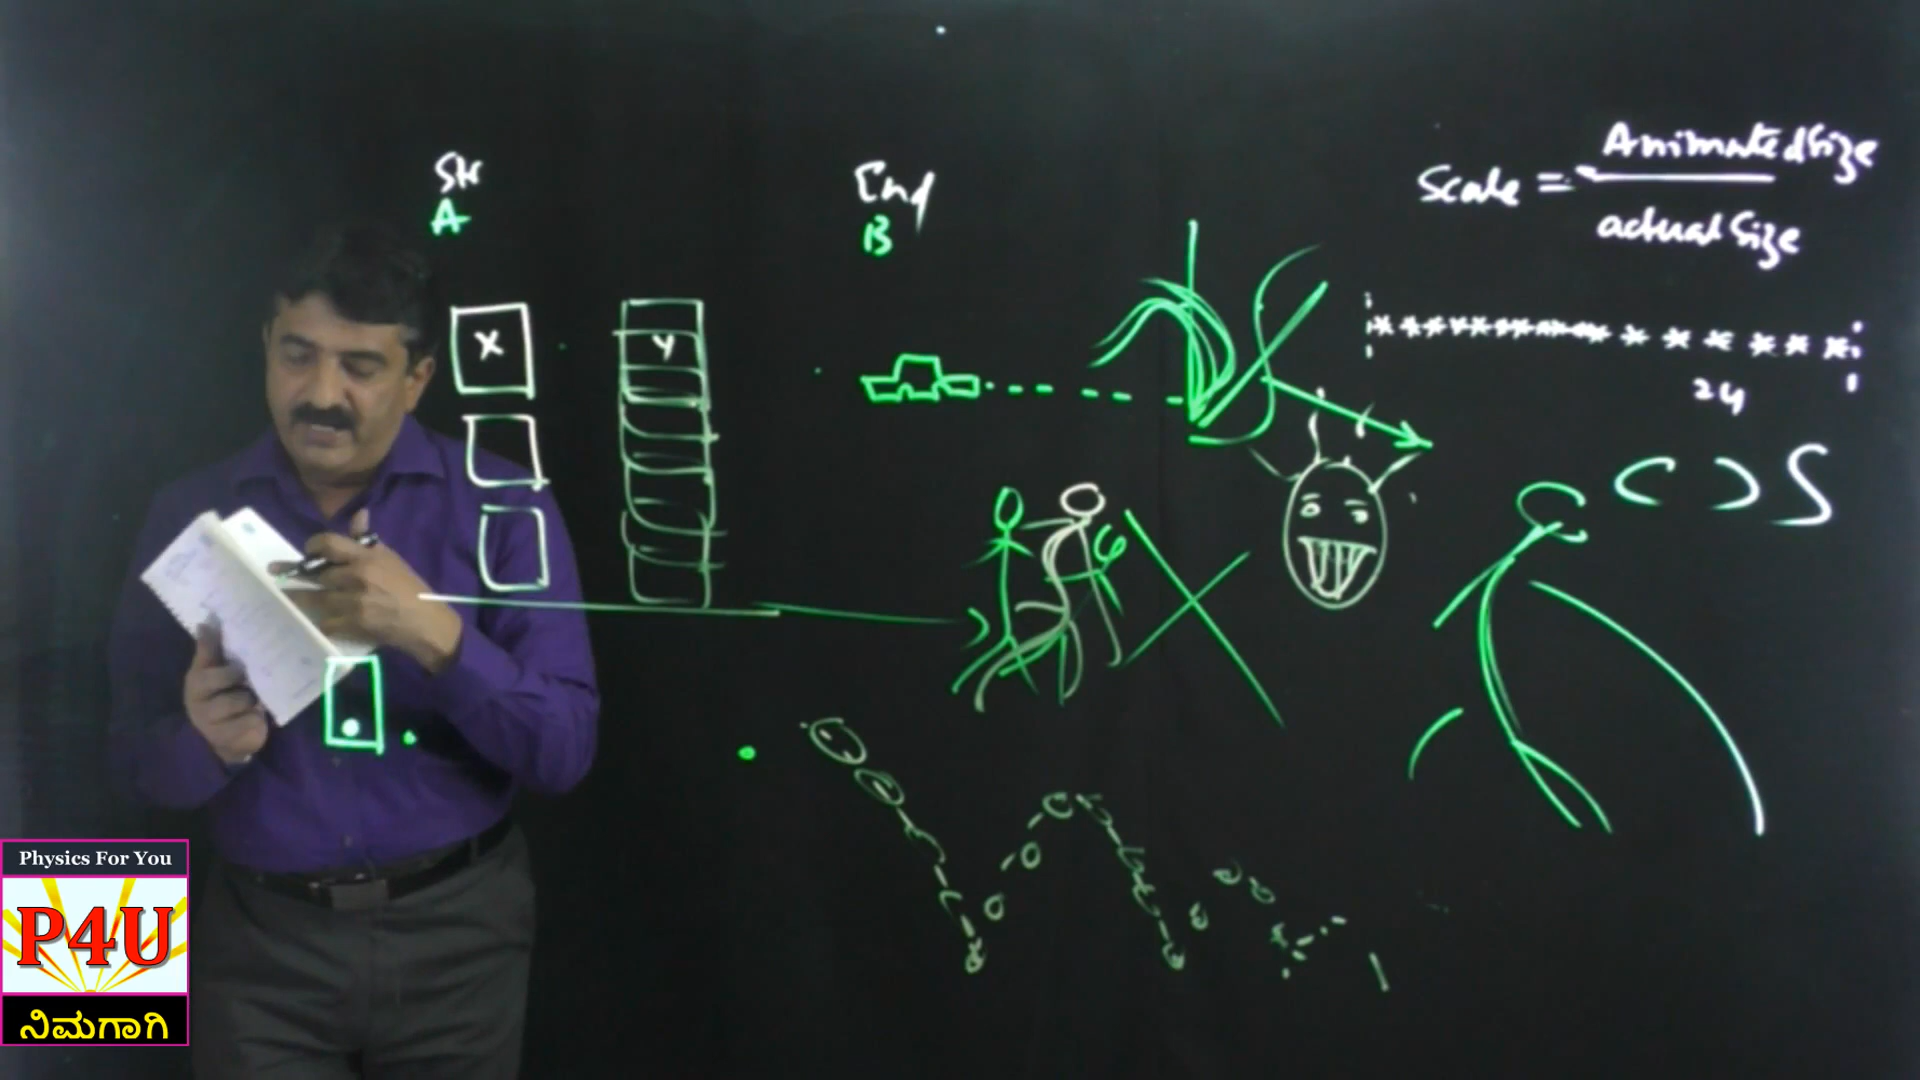 Str
A
End
B
Scale = Animated Size
actual Size
X
Y
24
C ) S
Physics For You
P4U
ನಿಮಗಾಗಿ